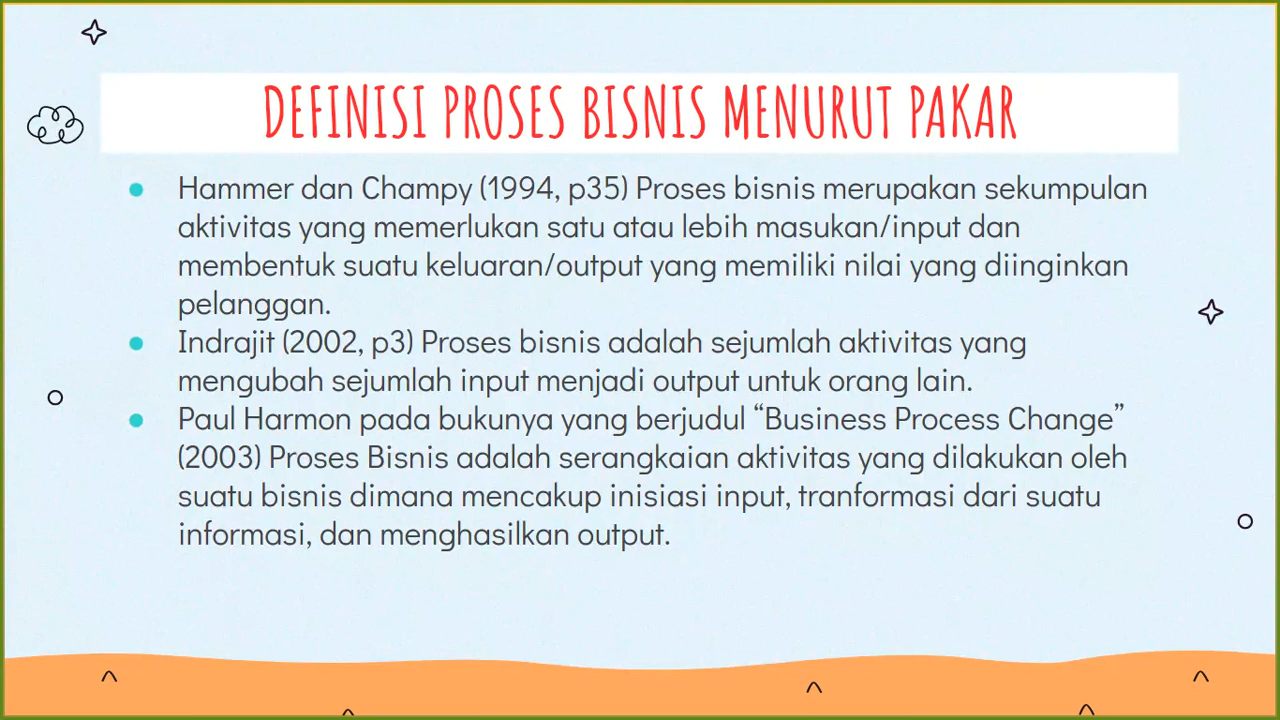 DEFINISI PROSES BISNIS MENURUT PAKAR
Hammer dan Champy (1994, p35) Proses bisnis merupakan sekumpulan
aktivitas yang memerlukan satu atau lebih masukan/input dan
membentuk suatu keluaran/output yang memiliki nilai yang diinginkan
pelanggan.
Indrajit (2002, p3) Proses bisnis adalah sejumlah aktivitas yang
mengubah sejumlah input menjadi output untuk orang lain.
Paul Harmon pada bukunya yang berjudul “Business Process Change”
(2003) Proses Bisnis adalah serangkaian aktivitas yang dilakukan oleh
suatu bisnis dimana mencakup inisiasi input, tranformasi dari suatu
informasi, dan menghasilkan output.